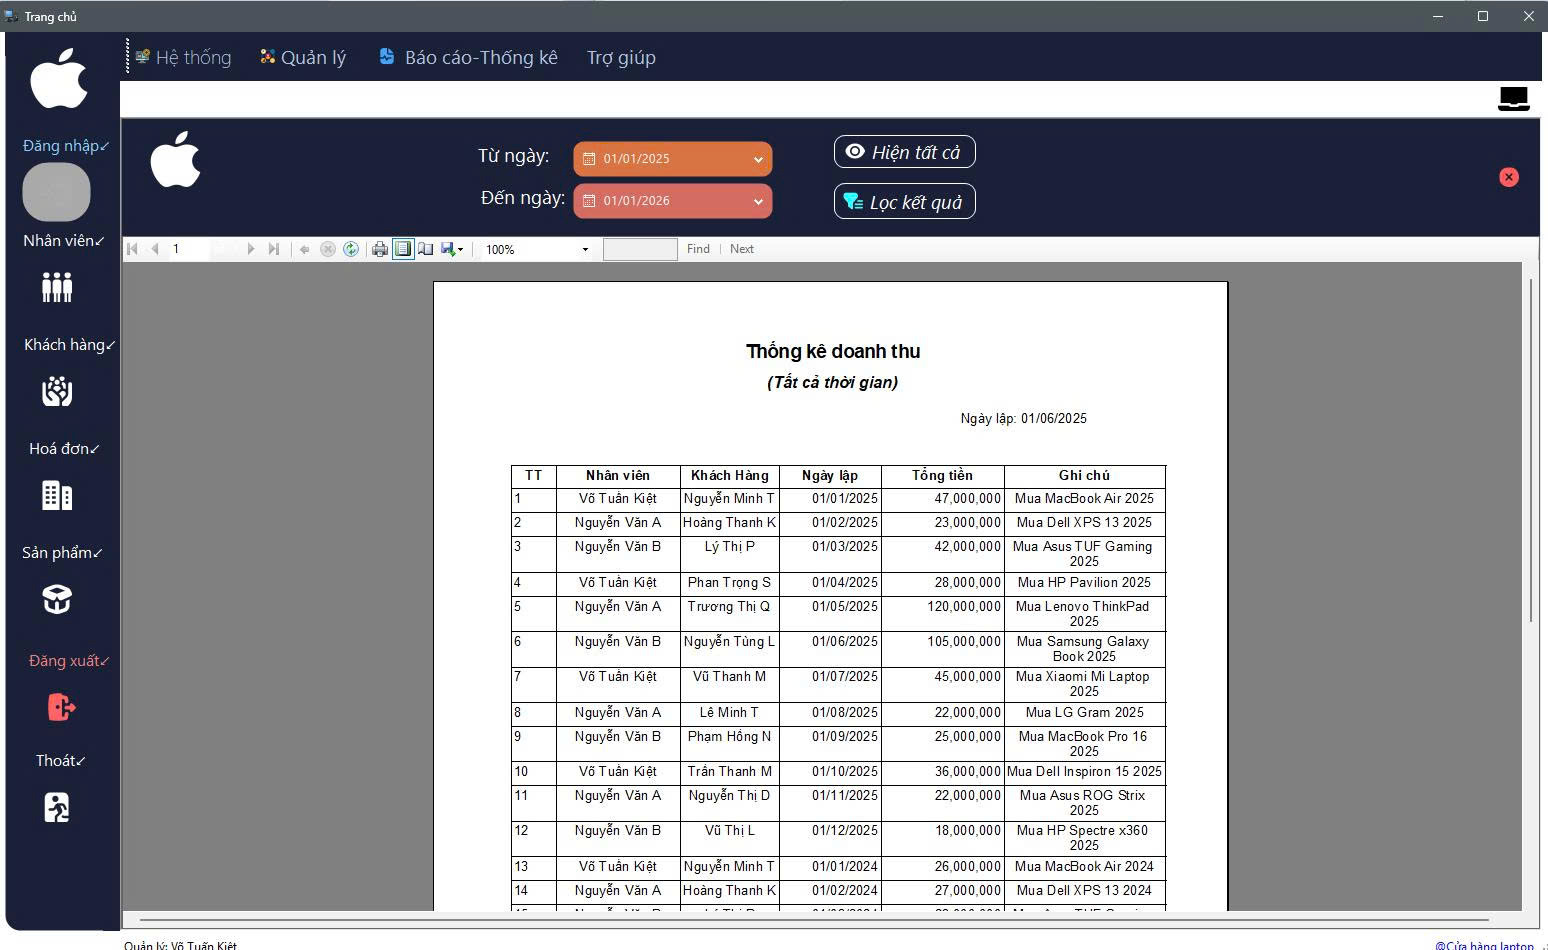 Trang chủ
Hệ thống Quản lý Báo cáo-Thống kê Trợ giúp
Đăng nhập✓
Nhân viên✓
Khách hàng✓
Hoá đơn✓
Sản phẩm✓
Đăng xuất✓
Thoát✓
Từ ngày: 01/01/2025 Hiện tất cả
Đến ngày: 01/01/2026 Lọc kết quả
1 100% Find | Next
Thống kê doanh thu
(Tất cả thời gian)
Ngày lập: 01/06/2025
TT Nhân viên Khách Hàng Ngày lập Tổng tiền Ghi chú
1 Võ Tuấn Kiệt Nguyễn Minh T 01/01/2025 47,000,000 Mua MacBook Air 2025
2 Nguyễn Văn A Hoàng Thanh K 01/02/2025 23,000,000 Mua Dell XPS 13 2025
3 Nguyễn Văn B Lý Thị P 01/03/2025 42,000,000 Mua Asus TUF Gaming
2025
4 Võ Tuấn Kiệt Phan Trọng S 01/04/2025 28,000,000 Mua HP Pavilion 2025
5 Nguyễn Văn A Trương Thị Q 01/05/2025 120,000,000 Mua Lenovo ThinkPad
2025
6 Nguyễn Văn B Nguyễn Tùng L 01/06/2025 105,000,000 Mua Samsung Galaxy
Book 2025
7 Võ Tuấn Kiệt Vũ Thanh M 01/07/2025 45,000,000 Mua Xiaomi Mi Laptop
2025
8 Nguyễn Văn A Lê Minh T 01/08/2025 22,000,000 Mua LG Gram 2025
9 Nguyễn Văn B Phạm Hồng N 01/09/2025 25,000,000 Mua MacBook Pro 16
2025
10 Võ Tuấn Kiệt Trần Thanh M 01/10/2025 36,000,000 Mua Dell Inspiron 15 2025
11 Nguyễn Văn A Nguyễn Thị D 01/11/2025 22,000,000 Mua Asus ROG Strix
2025
12 Nguyễn Văn B Vũ Thị L 01/12/2025 18,000,000 Mua HP Spectre x360
2025
13 Võ Tuấn Kiệt Nguyễn Minh T 01/01/2024 26,000,000 Mua MacBook Air 2024
14 Nguyễn Văn A Hoàng Thanh K 01/02/2024 27,000,000 Mua Dell XPS 13 2024
Quản lý: Võ Tuấn Kiệt @Cửa hàng laptop